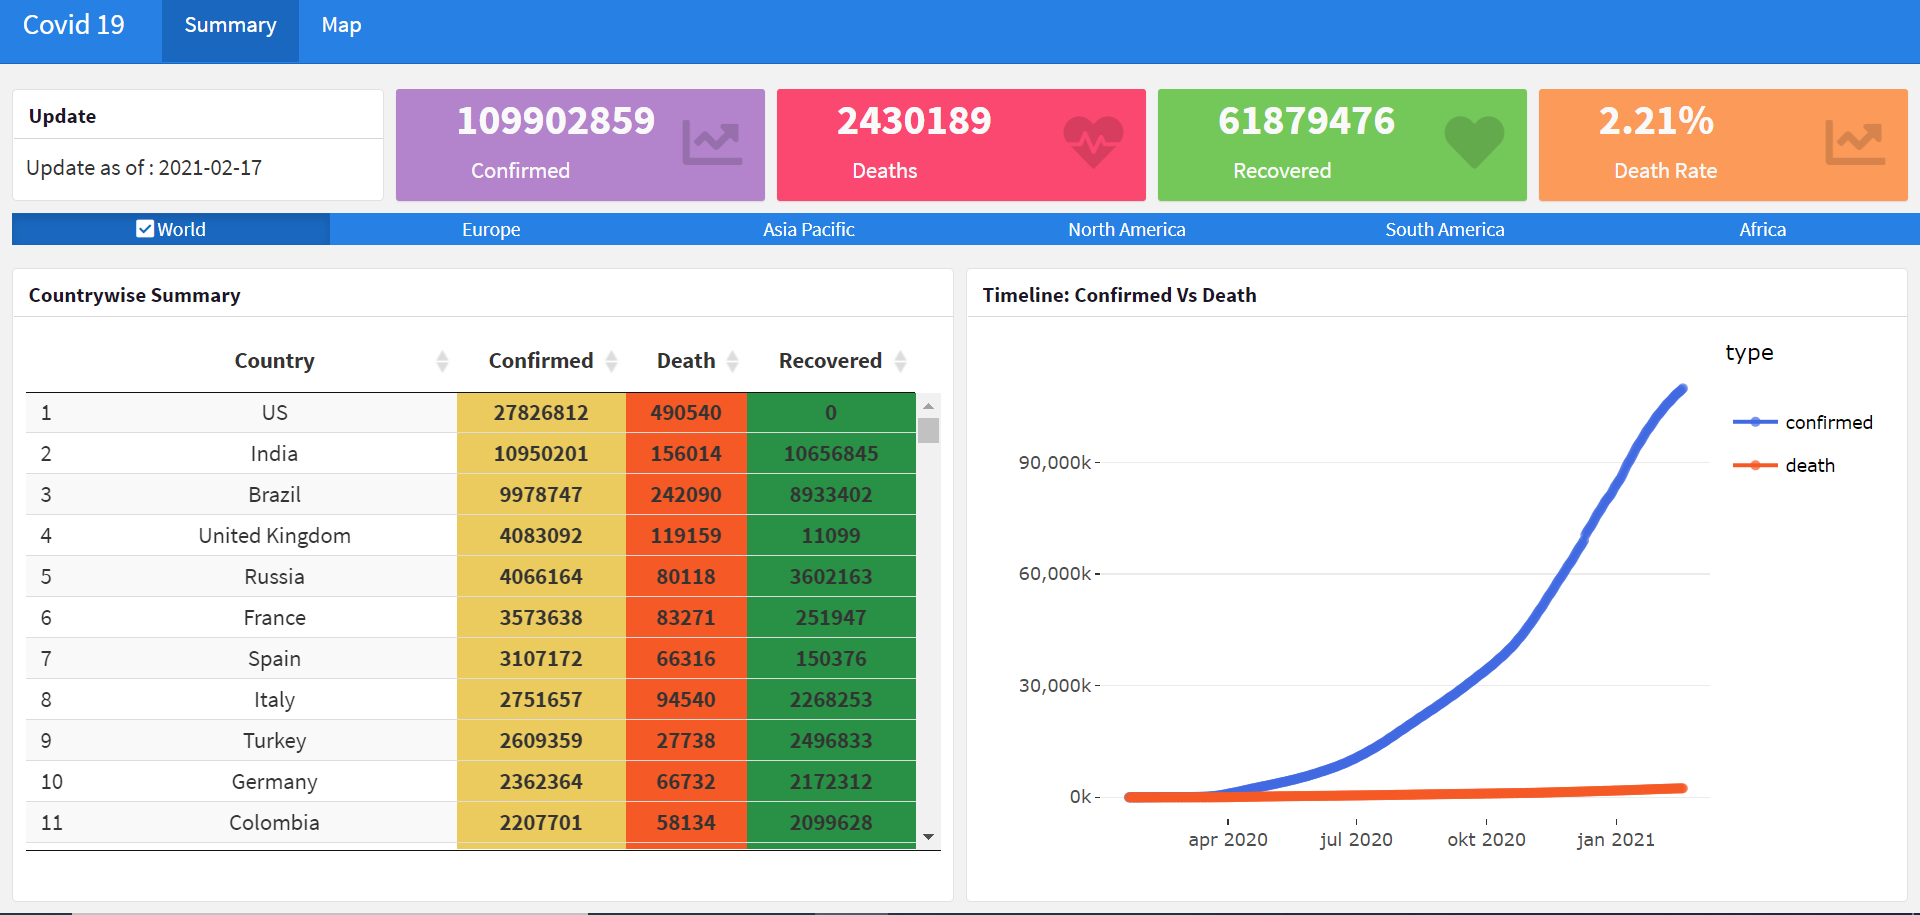 Covid 19 Summary Map
Update
Update as of : 2021-02-17
109902859
Confirmed
2430189
Deaths
61879476
Recovered
2.21%
Death Rate
World Europe Asia Pacific North America South America Africa
Countrywise Summary
Country Confirmed Death Recovered
1 US 27826812 490540 0
2 India 10950201 156014 10656845
3 Brazil 9978747 242090 8933402
4 United Kingdom 4083092 119159 11099
5 Russia 4066164 80118 3602163
6 France 3573638 83271 251947
7 Spain 3107172 66316 150376
8 Italy 2751657 94540 2268253
9 Turkey 2609359 27738 2496833
10 Germany 2362364 66732 2172312
11 Colombia 2207701 58134 2099628
Timeline: Confirmed Vs Death
type
confirmed
death
90,000k
60,000k
30,000k
0k
apr 2020 jul 2020 okt 2020 jan 2021